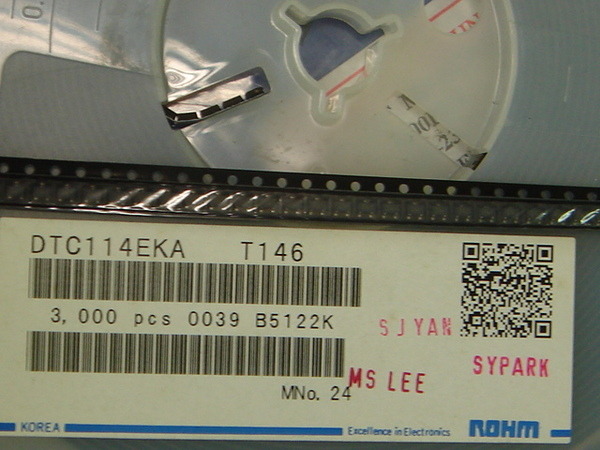 DTC114EKA T146
3,000 pcs 0039 B5122K
SJYAN
SYPARK
MNo. 24
MS LEE
KOREA
Excellence in Electronics
ROHM